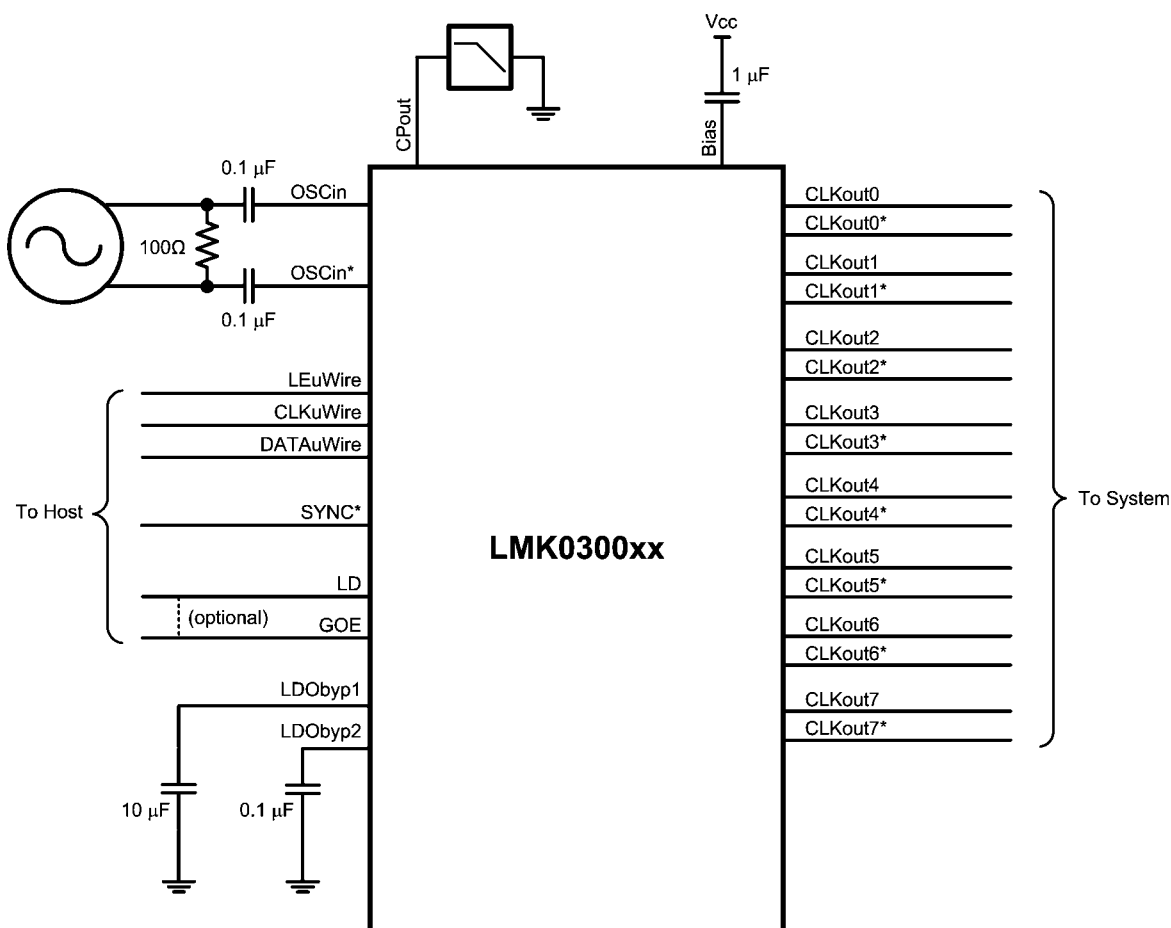 Vcc
1 μF
CPout
Bias
0.1 μF
OSCin
100Ω
OSCin*
0.1 μF
LEuWire
CLKuWire
DATAuWire
To Host
SYNC*
LD
(optional)
GOE
LDObyp1
LDObyp2
10 μF
0.1 μF
LMK0300xx
CLKout0
CLKout0*
CLKout1
CLKout1*
CLKout2
CLKout2*
CLKout3
CLKout3*
CLKout4
CLKout4*
CLKout5
CLKout5*
CLKout6
CLKout6*
CLKout7
CLKout7*
To System